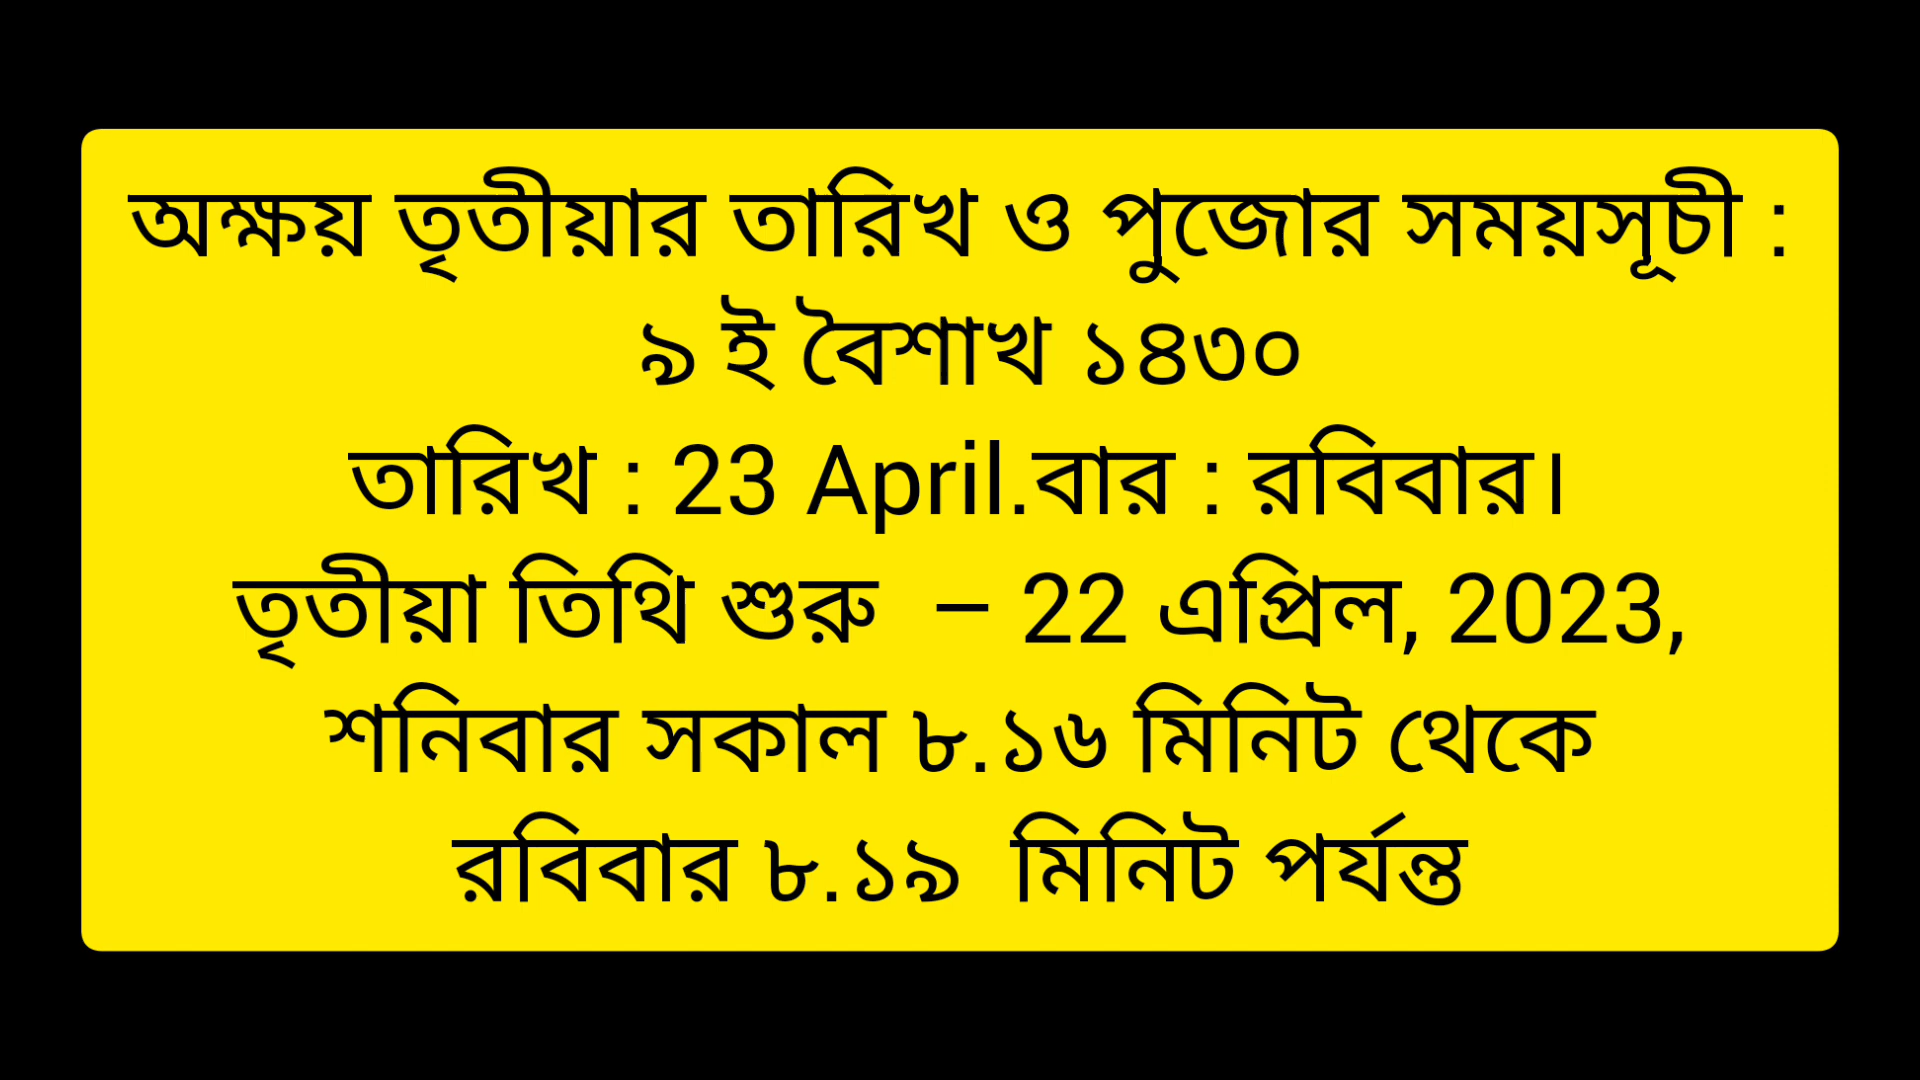 অক্ষয় তৃতীয়ার তারিখ ও পুজোর সময়সূচী :
৯ ই বৈশাখ ১৪৩০
তারিখ : 23 April.বার : রবিবার।
তৃতীয়া তিথি শুরু – 22 এপ্রিল, 2023,
শনিবার সকাল ৮.১৬ মিনিট থেকে
রবিবার ৮.১৯ মিনিট পর্যন্ত